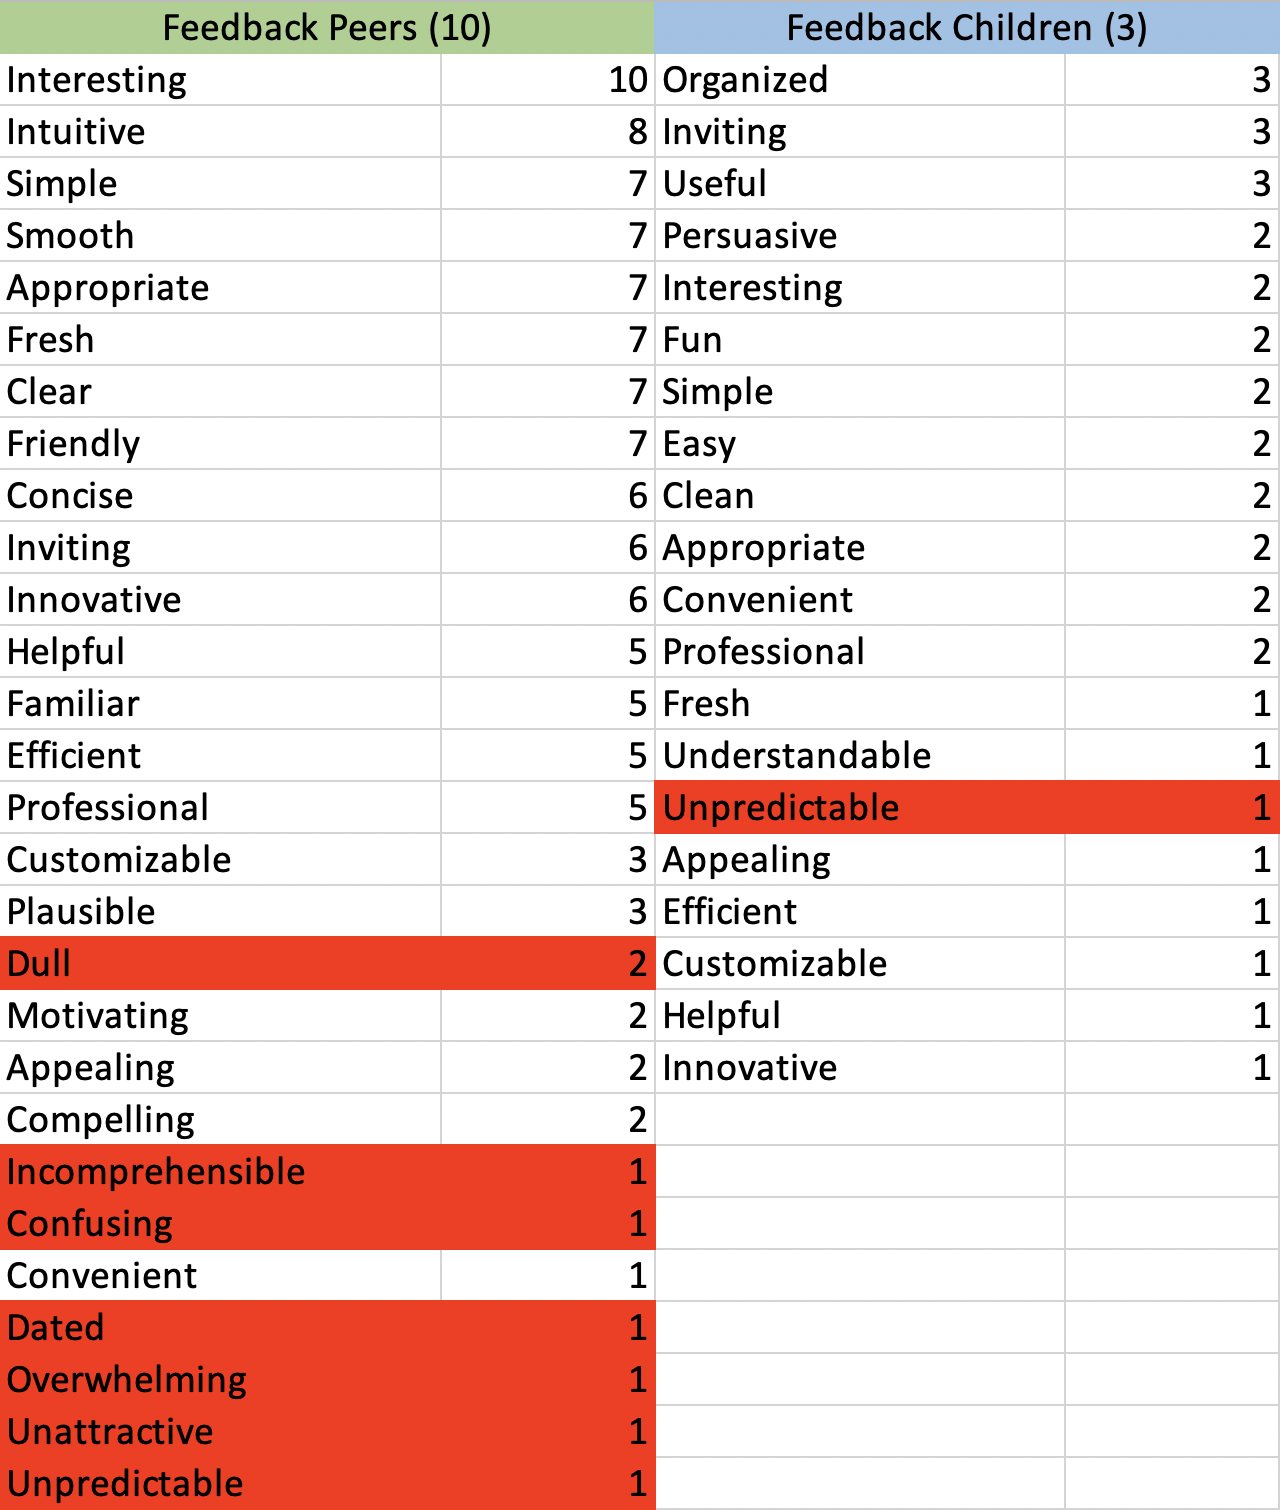 Feedback Peers (10) Feedback Children (3)
Interesting 10 Organized 3
Intuitive 8 Inviting 3
Simple 7 Useful 3
Smooth 7 Persuasive 2
Appropriate 7 Interesting 2
Fresh 7 Fun 2
Clear 7 Simple 2
Friendly 7 Easy 2
Concise 6 Clean 2
Inviting 6 Appropriate 2
Innovative 6 Convenient 2
Helpful 5 Professional 2
Familiar 5 Fresh 1
Efficient 5 Understandable 1
Professional 5 Unpredictable 1
Customizable 3 Appealing 1
Plausible 3 Efficient 1
Dull 2 Customizable 1
Motivating 2 Helpful 1
Appealing 2 Innovative 1
Compelling 2
Incomprehensible 1
Confusing 1
Convenient 1
Dated 1
Overwhelming 1
Unattractive 1
Unpredictable 1